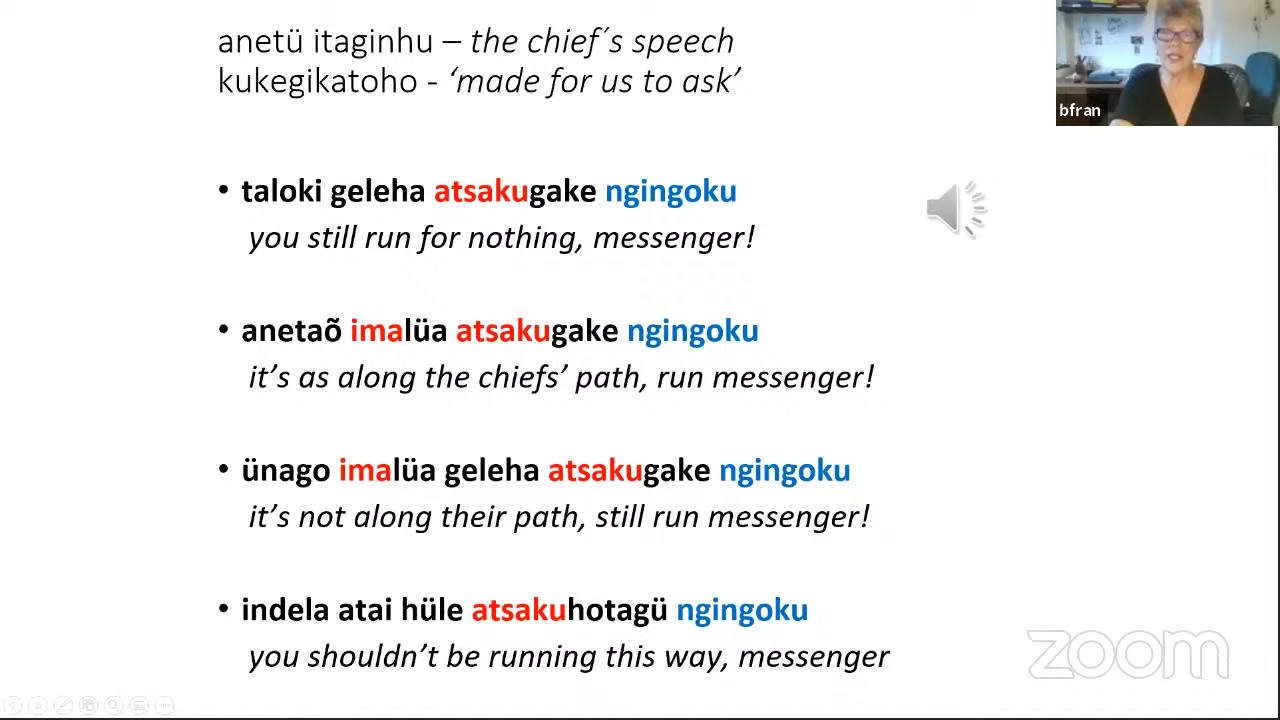 anetü itaginhu – the chief´s speech
kukegikatoho - ‘made for us to ask’
bfran
• taloki geleha atsakugake ngingoku
you still run for nothing, messenger!
• anetaõ imalüa atsakugake ngingoku
it’s as along the chiefs’ path, run messenger!
• ünago imalüa geleha atsakugake ngingoku
it’s not along their path, still run messenger!
• indela atai hüle atsakuhotagü ngingoku
you shouldn’t be running this way, messenger
zoom